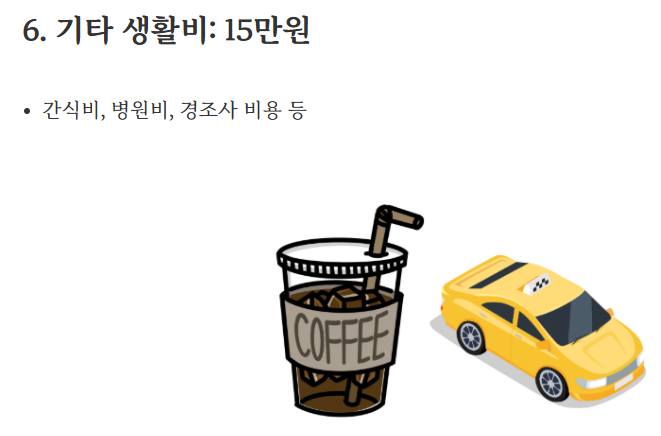 6. 기타 생활비: 15만원
• 간식비, 병원비, 경조사 비용 등
COFFEE